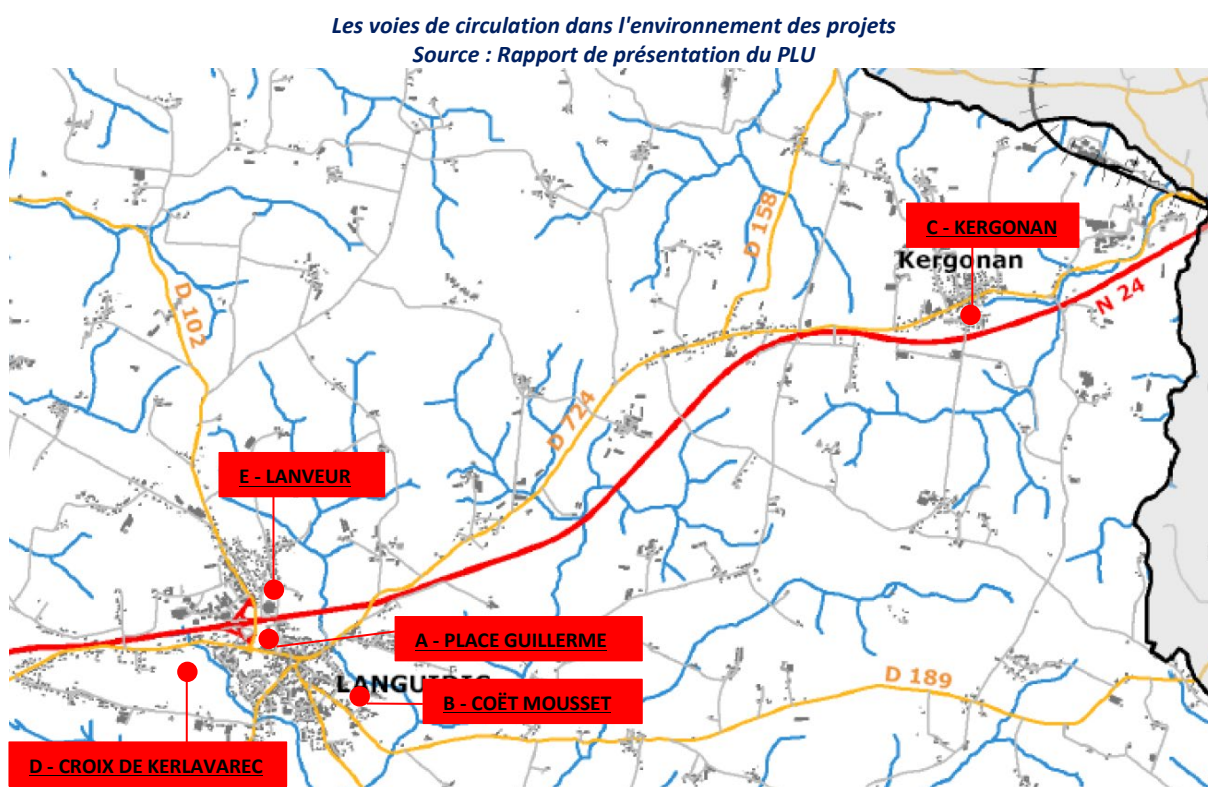 Les voies de circulation dans l'environnement des projets
Source : Rapport de présentation du PLU
C - KERGONAN
D 158
Kergonan
D 102
N 24
D 724
E - LANVEUR
A - PLACE GUILLERME
D 189
B - COËT MOUSSET
D - CROIX DE KERLAVAREC